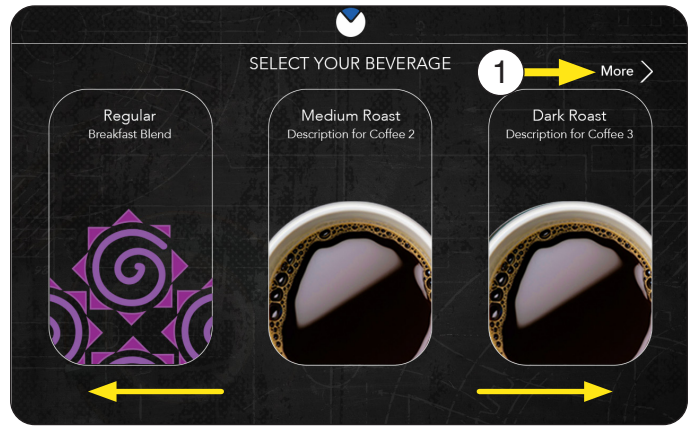 SELECT YOUR BEVERAGE
1
More
Regular
Breakfast Blend
Medium Roast
Description for Coffee 2
Dark Roast
Description for Coffee 3